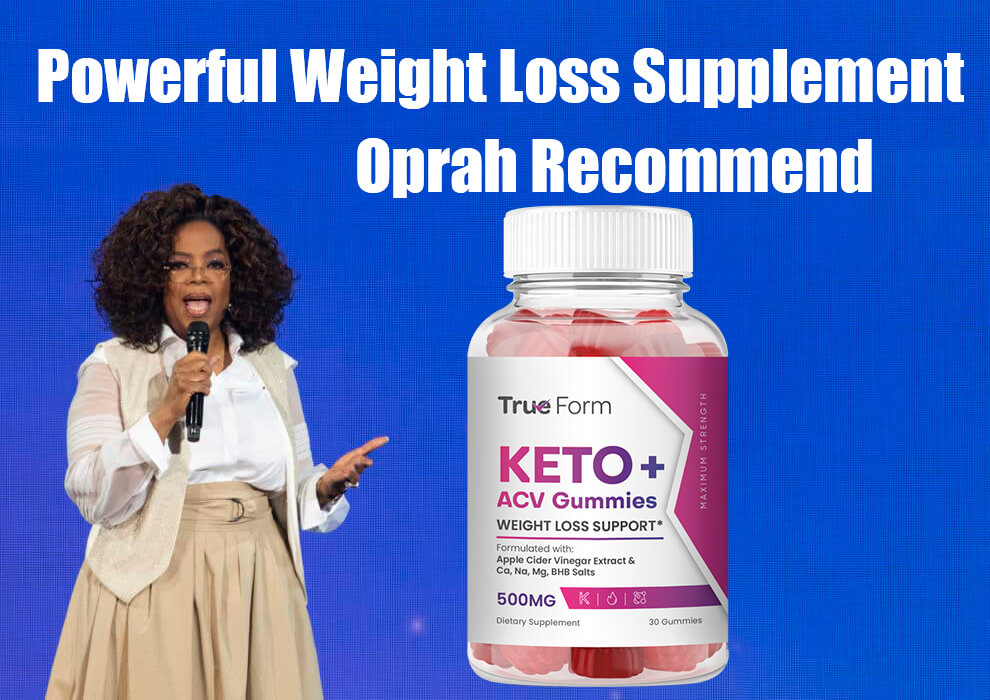 Powerful Weight Loss Supplement
Oprah Recommend
True Form
KETO +
ACV Gummies
WEIGHT LOSS SUPPORT*
Formulated with:
Apple Cider Vinegar Extract &
Ca, Na, Mg, BHB Salts
500MG
K
Dietary Supplement
30 Gummies
MAXIMUM STRENGTH